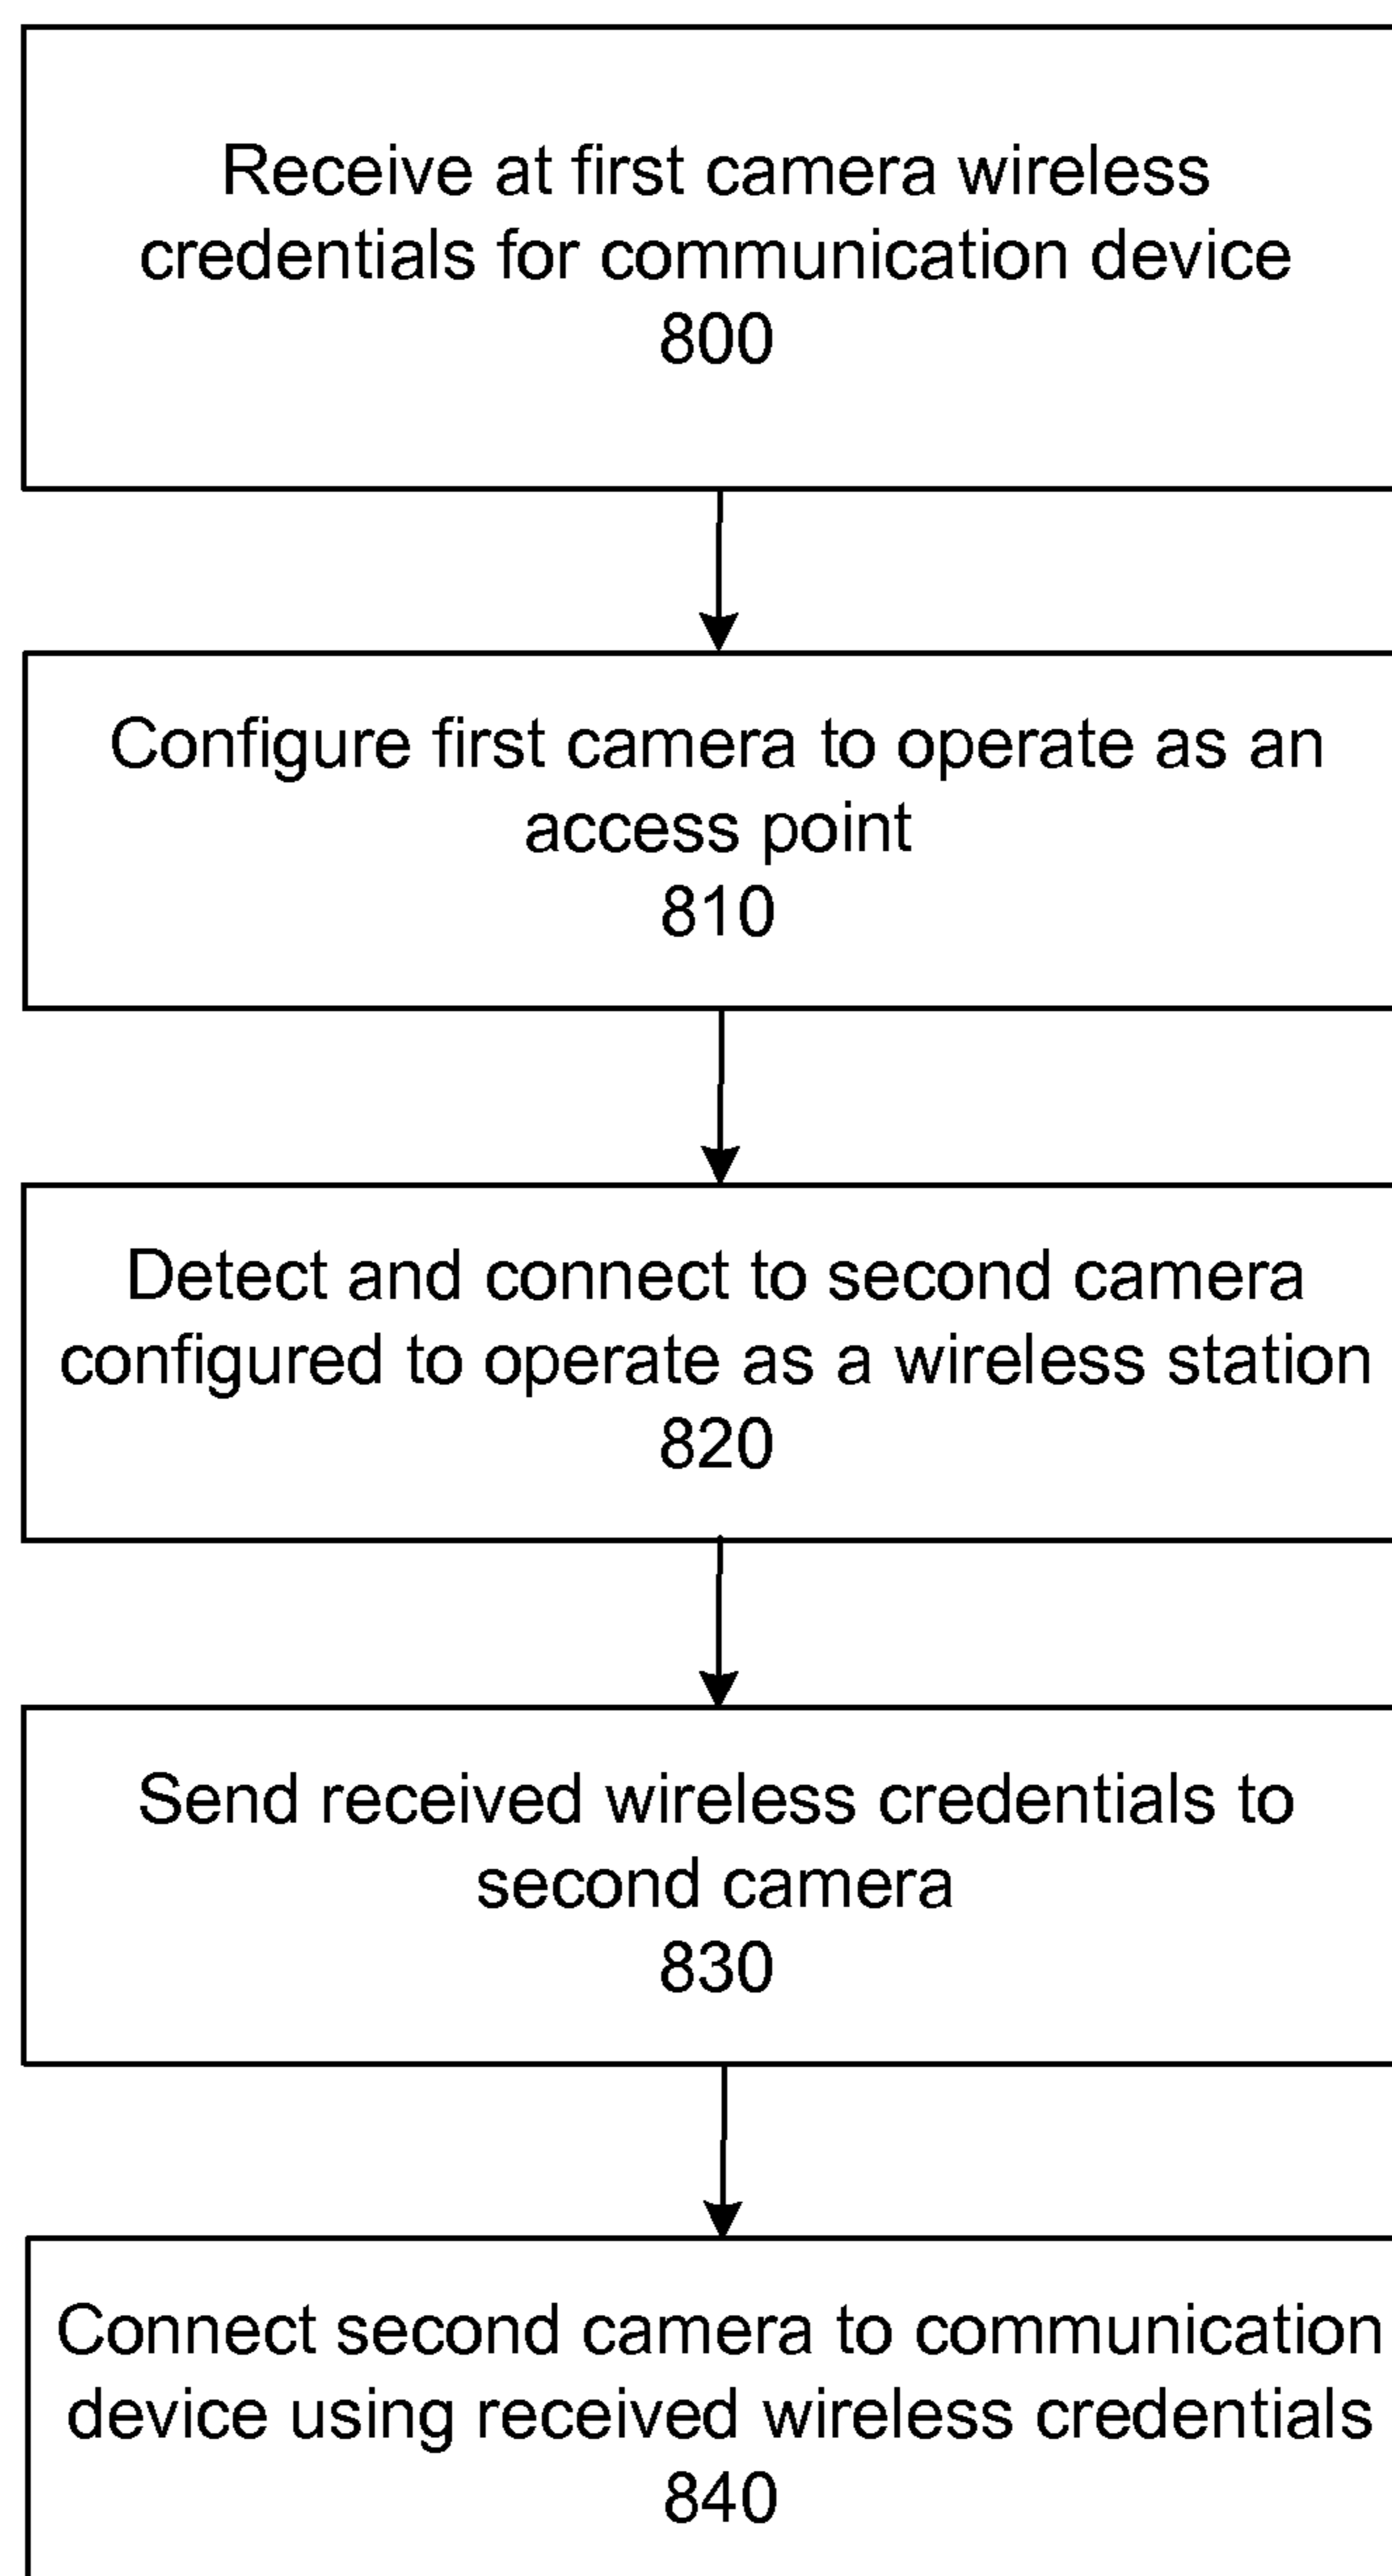 Receive at first camera wireless
credentials for communication device
800
Configure first camera to operate as an
access point
810
Detect and connect to second camera
configured to operate as a wireless station
820
Send received wireless credentials to
second camera
830
Connect second camera to communication
device using received wireless credentials
840